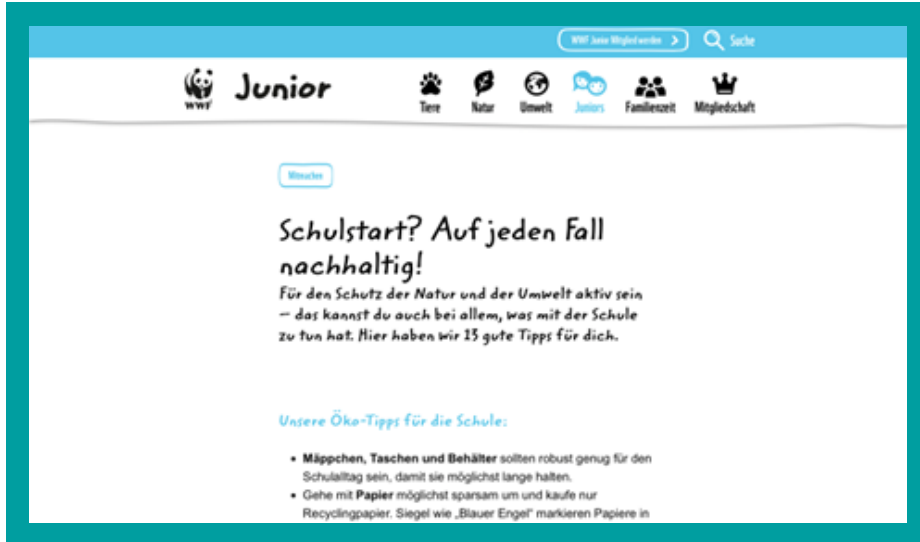 WWF Junior Mitglied werden
Suche
WWF
Junior
Tiere
Natur
Umwelt
Juniors
Familienzeit
Mitgliedschaft
Mitmachen
Schulstart? Auf jeden Fall
nachhaltig!
Für den Schutz der Natur und der Umwelt aktiv sein
– das kannst du auch bei allem, was mit der Schule
zu tun hat. Hier haben wir 15 gute Tipps für dich.
Unsere Öko-Tipps für die Schule:
• Mäppchen, Taschen und Behälter sollten robust genug für den
Schulalltag sein, damit sie möglichst lange halten.
• Gehe mit Papier möglichst sparsam um und kaufe nur
Recyclingpapier. Siegel wie „Blauer Engel" markieren Papiere in